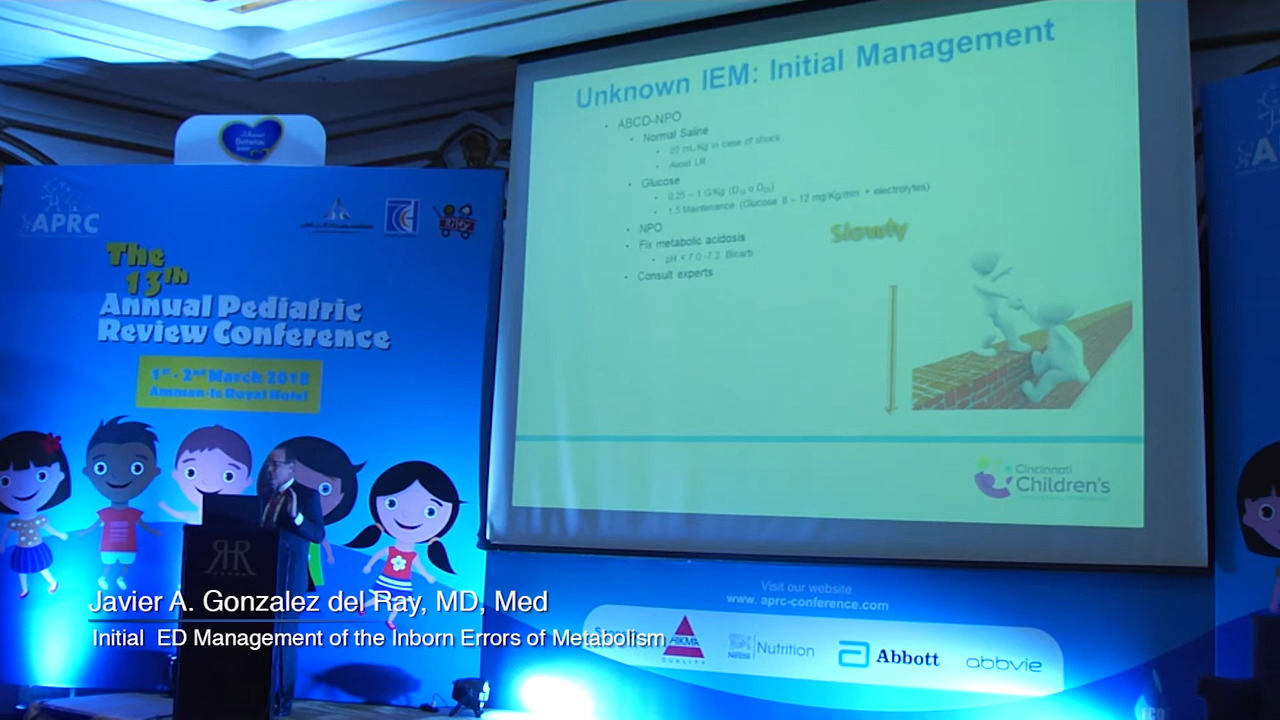 Unknown IEM: Initial Management
ABCD-NPO
Normal Saline
20 mL/Kg in case of shock
Avoid LR
Glucose
0.25 – 1 G/Kg (D10 o D25)
1.5 Maintenance (Glucose 8 – 12 mg/Kg/min + electrolytes)
NPO
Fix metabolic acidosis
pH < 7.0 -7.2 Bicarb
Consult experts
Slowly
Cincinnati
Children's
APRC
The
13th
Annual Pediatric
Review Conference
1st - 2nd March 2018
Amman-le Royal Hotel
RHR
Javier A. Gonzalez del Ray, MD, Med
Initial ED Management of the Inborn Errors of Metabolism
Visit our website
www. aprc-conference.com
HIKMA
QUALITY
Nestlé
Nutrition
Abbott
abbvie